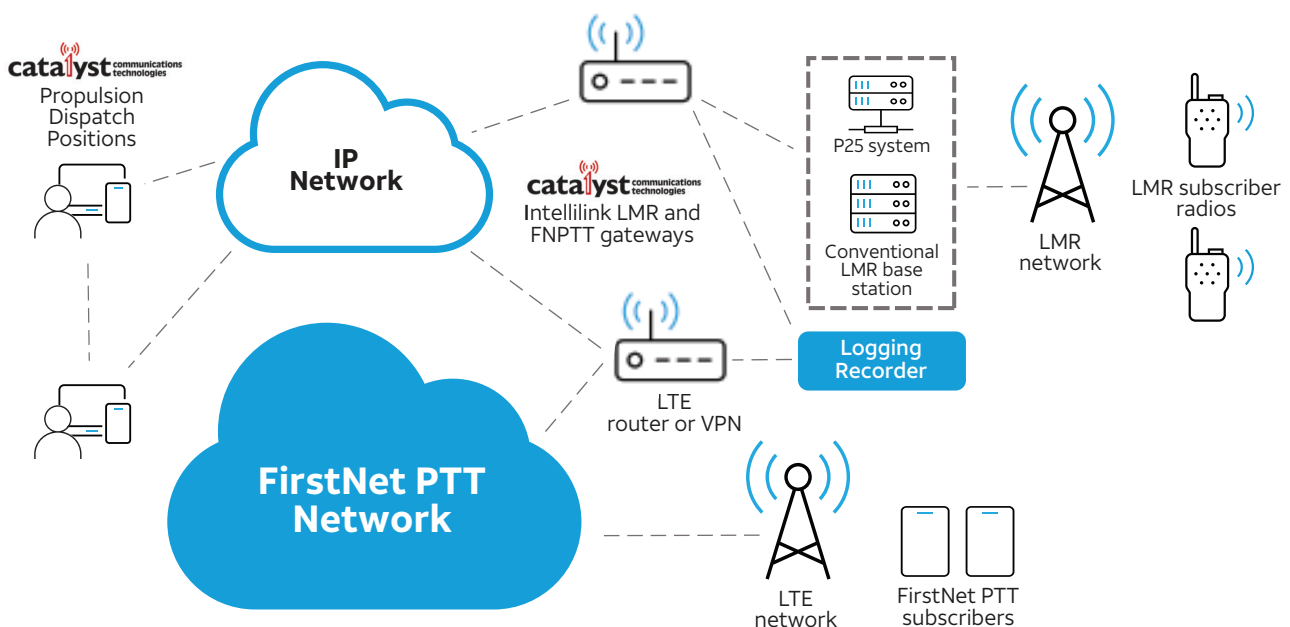 catalyst communications
technologies
Propulsion
Dispatch
Positions
IP
Network
catalyst communications
technologies
Intellilink LMR and
FNPTT gateways
P25 system
Conventional
LMR base
station
LMR
network
LMR subscriber
radios
LTE
router or VPN
Logging
Recorder
FirstNet PTT
Network
LTE
network
FirstNet PTT
subscribers